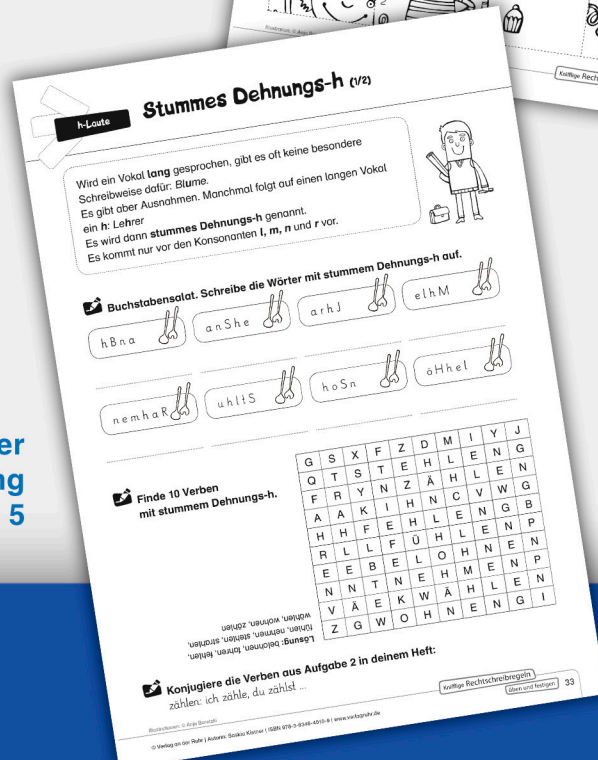 Knifflige Rech
h-Laute
Stummes Dehnungs-h (1/2)
Wird ein Vokal lang gesprochen, gibt es oft keine besondere
Schreibweise dafür: Blume.
Es gibt aber Ausnahmen. Manchmal folgt auf einen langen Vokal
ein h: Lehrer
Es wird dann stummes Dehnungs-h genannt.
Es kommt nur vor den Konsonanten l, m, n und r vor.
Buchstabensalat. Schreibe die Wörter mit stummem Dehnungs-h auf.
hBna anShe arhJ elhM
nemhaR uhltS hoSn öHhel
er
ng
5
Finde 10 Verben
mit stummem Dehnungs-h.
G S X F Z D M I Y J
Q T S T E H L E N G
F R Y N Z Ä H L E N
A A K I H N C V W G
H H F E H L E N G B
R L L F Ü H L E N P
E E B E L O H N E N
N N T N E H M E N P
V Ä E K W Ä H L E N
Z G W O H N E N G I
Lösung: belohnen, fahren, fehlen,
fühlen, nehmen, stehlen, strahlen,
wählen, wohnen, zählen
Konjugiere die Verben aus Aufgabe 2 in deinem Heft:
zählen: ich zähle, du zählst ...
Knifflige Rechtschreibregeln
üben und festigen
33
© Verlag an der Ruhr | Autorin: Saskia Kistner | ISBN 978-3-8346-4010-9 | www.verlagruhr.de